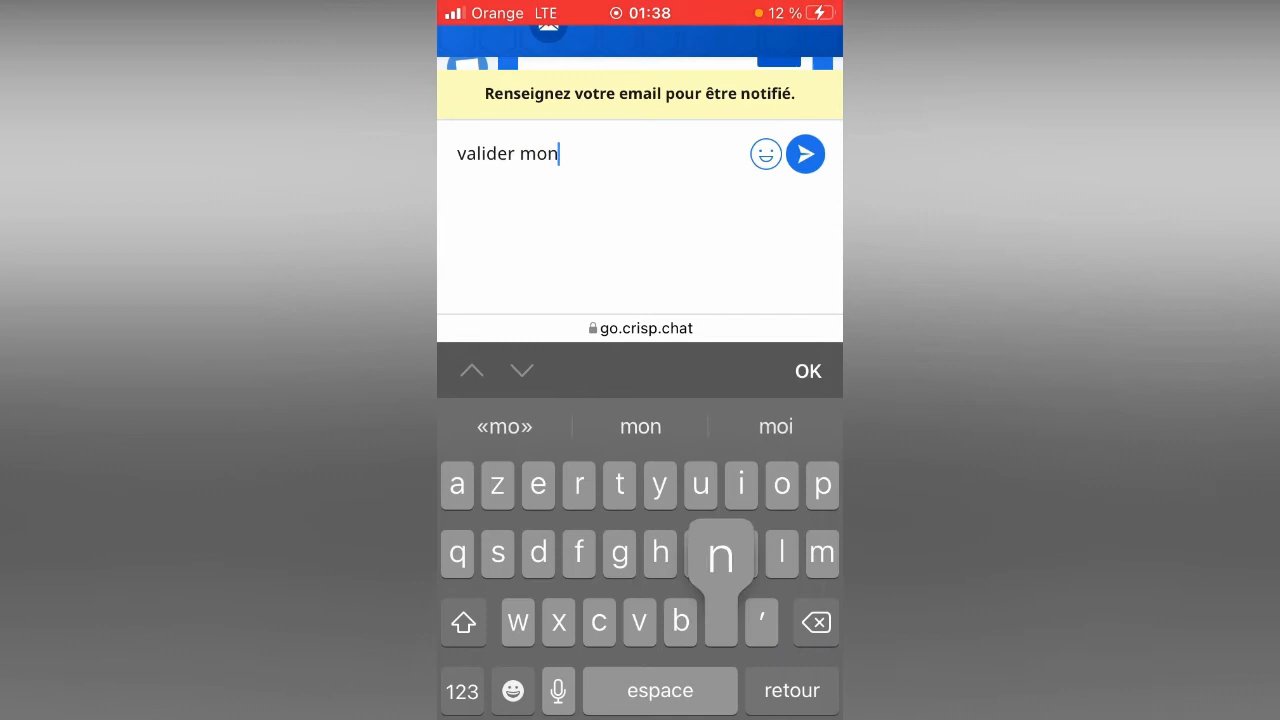 Orange LTE 01:38 12 %
Renseignez votre email pour être notifié.
valider mon
go.crisp.chat
OK
«mo» mon moi
a z e r t y u i o p
q s d f g h n l m
w x c v b ’
123 espace retour